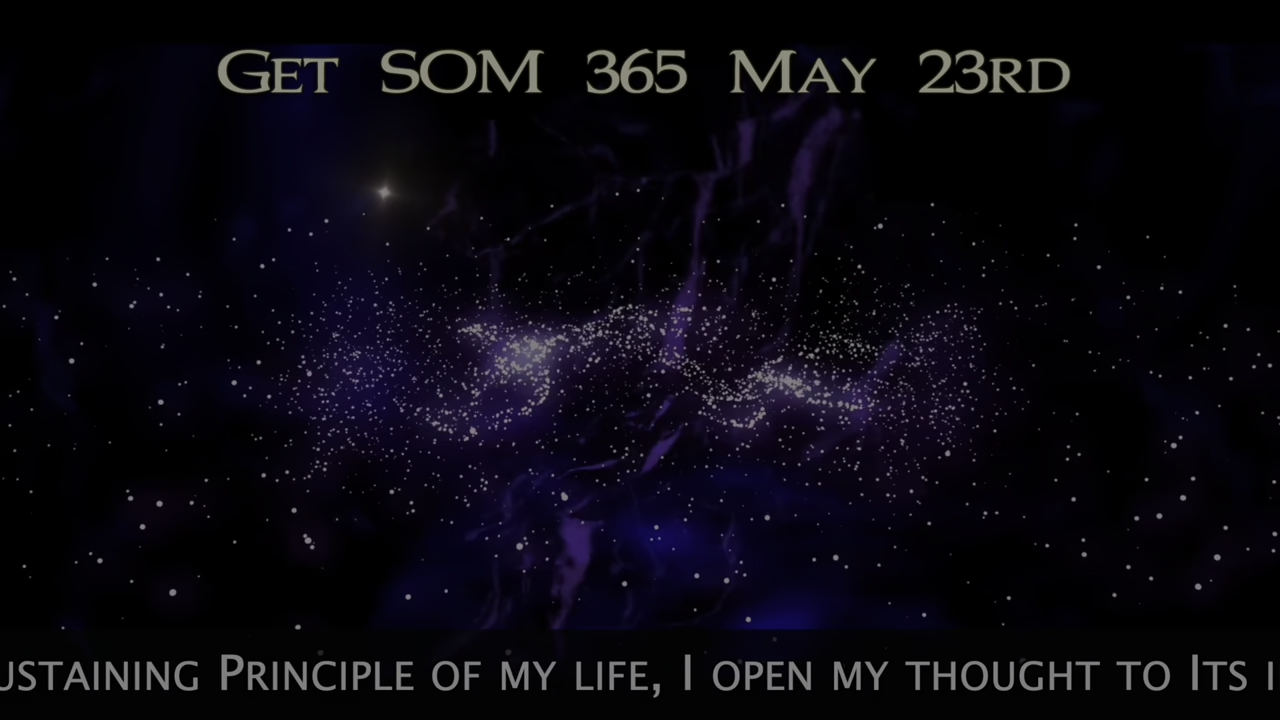 Get SOM 365 May 23rd
ustaining Principle of my life, I open my thought to Its